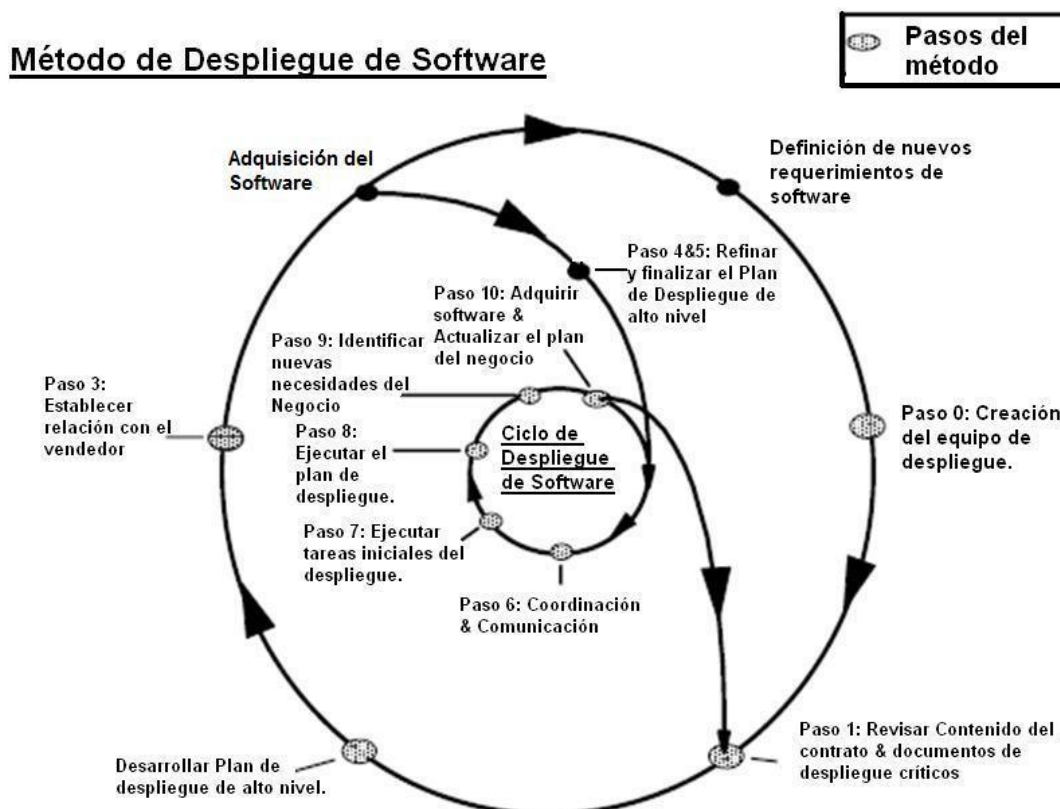 Método de Despliegue de Software
Pasos del
método
Adquisición del
Software
Definición de nuevos
requerimientos de
software
Paso 4&5: Refinar
y finalizar el Plan
de Despliegue de
alto nivel
Paso 10: Adquirir
software &
Actualizar el plan
del negocio
Paso 9: Identificar
nuevas
necesidades del
Negocio
Paso 3:
Establecer
relación con el
vendedor
Paso 0: Creación
del equipo de
despliegue.
Paso 8:
Ejecutar el
plan de
despliegue.
Ciclo de
Despliegue
de Software
Paso 7: Ejecutar
tareas iniciales del
despliegue.
Paso 6: Coordinación
& Comunicación
Desarrollar Plan de
despliegue de alto nivel.
Paso 1: Revisar Contenido del
contrato & documentos de
despliegue críticos